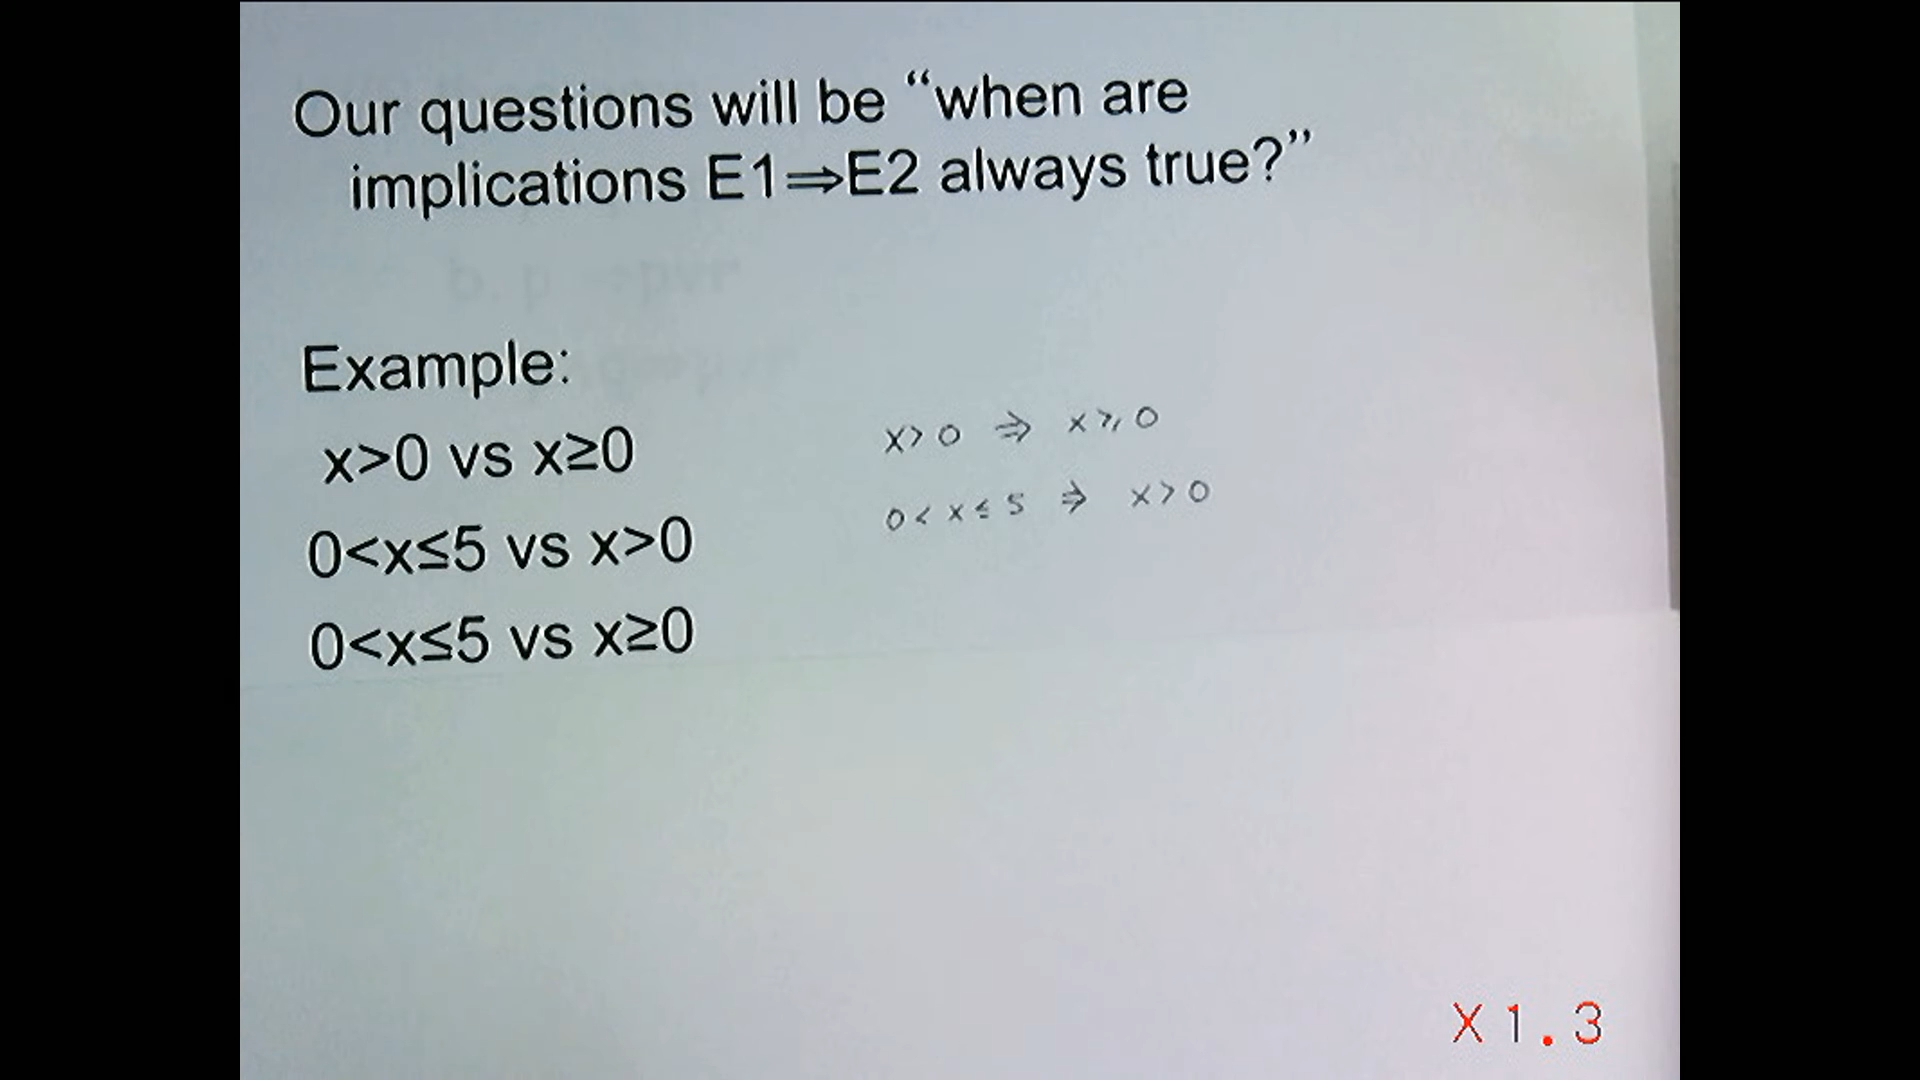 Our questions will be “when are
implications E1⇒E2 always true?”
b. p ⇒pvr
Example:
x>0 vs x≥0
x>0 ⇒ x≥0
0<x≤5 vs x>0
0<x≤5 ⇒ x>0
0<x≤5 vs x≥0
X1.3